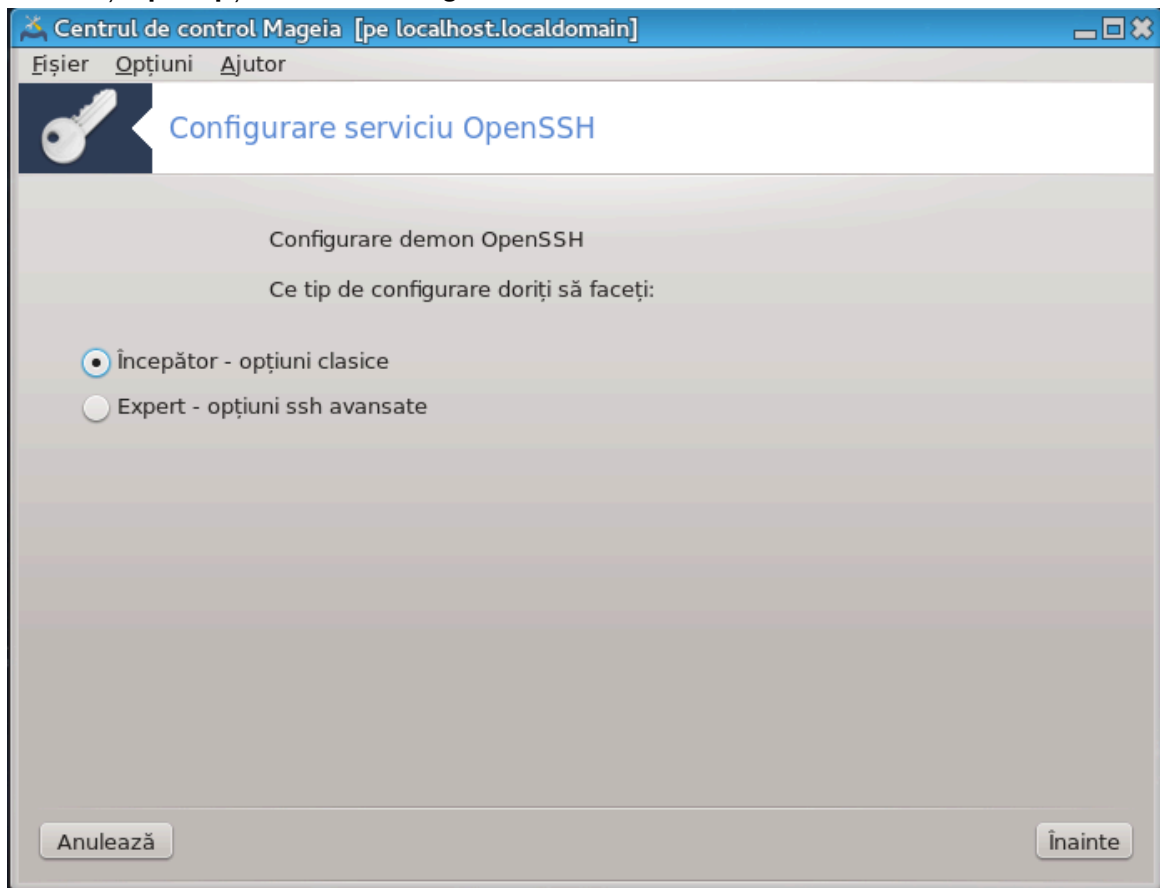 Centrul de control Mageia [pe localhost.localdomain]
Fișier Opțiuni Ajutor
Configurare serviciu OpenSSH
Configurare demon OpenSSH
Ce tip de configurare doriți să faceți:
Începător - opțiuni clasice
Expert - opțiuni ssh avansate
Anulează Înainte